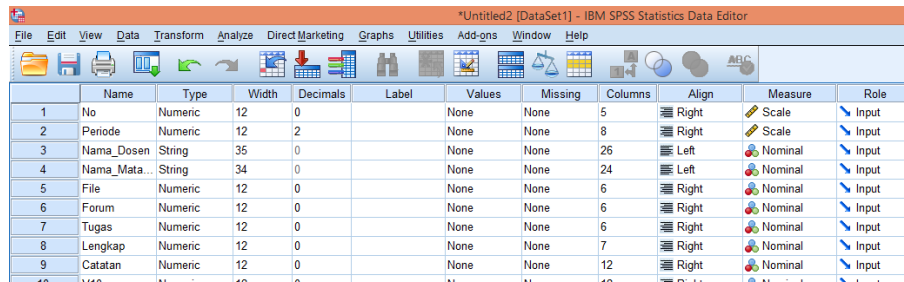 *Untitled2 [DataSet1] - IBM SPSS Statistics Data Editor
File Edit View Data Transform Analyze Direct Marketing Graphs Utilities Add-ons Window Help
Name Type Width Decimals Label Values Missing Columns Align Measure Role
1 No Numeric 12 0 None None 5 Right Scale Input
2 Periode Numeric 12 2 None None 8 Right Scale Input
3 Nama_Dosen String 35 0 None None 26 Left Nominal Input
4 Nama_Mata... String 34 0 None None 24 Left Nominal Input
5 File Numeric 12 0 None None 6 Right Nominal Input
6 Forum Numeric 12 0 None None 6 Right Nominal Input
7 Tugas Numeric 12 0 None None 6 Right Nominal Input
8 Lengkap Numeric 12 0 None None 7 Right Nominal Input
9 Catatan Numeric 12 0 None None 12 Right Nominal Input